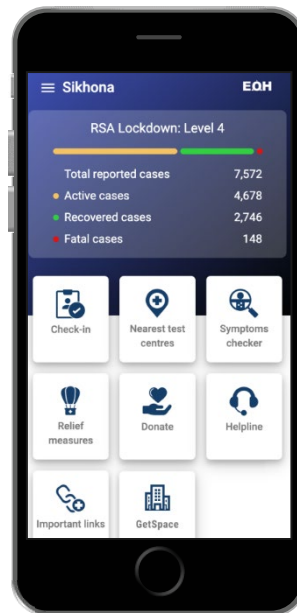 Sikhona
EOH
RSA Lockdown: Level 4
Total reported cases 7,572
Active cases 4,678
Recovered cases 2,746
Fatal cases 148
Check-in
Nearest test
centres
Symptoms
checker
Relief
measures
Donate
Helpline
Important links
GetSpace